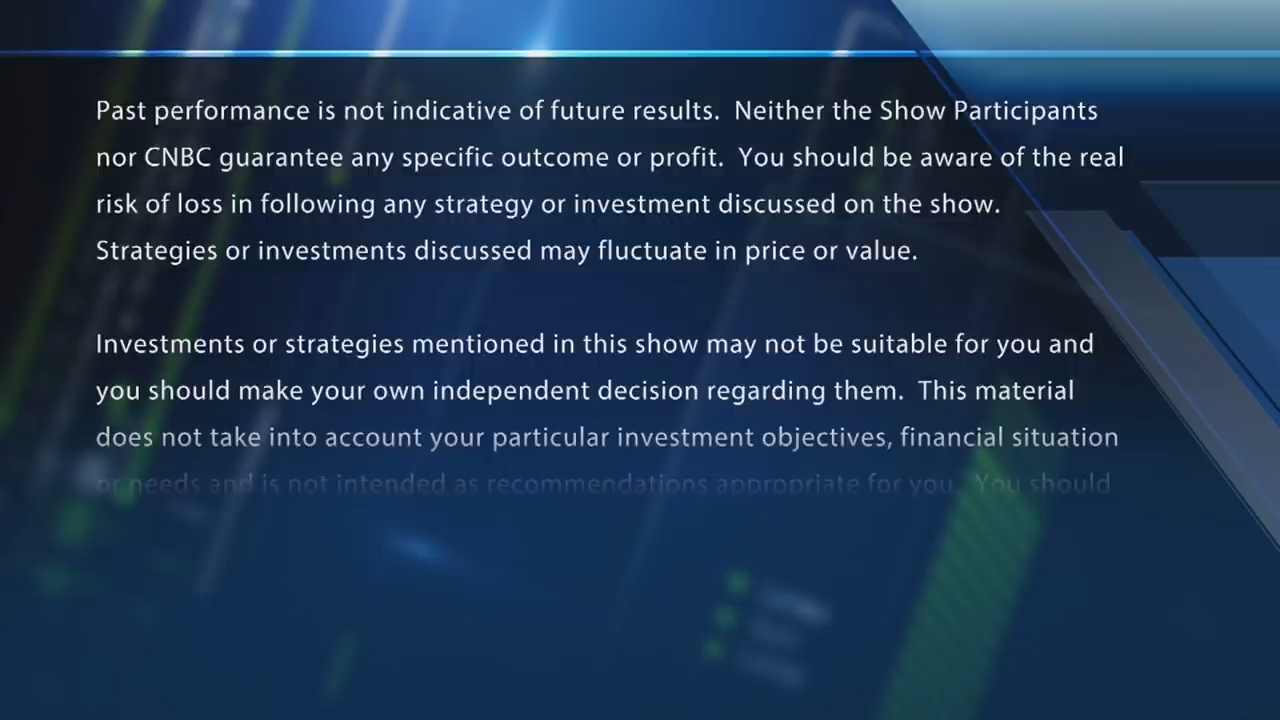 Past performance is not indicative of future results.  Neither the Show Participants
nor CNBC guarantee any specific outcome or profit.  You should be aware of the real
risk of loss in following any strategy or investment discussed on the show.
Strategies or investments discussed may fluctuate in price or value.
Investments or strategies mentioned in this show may not be suitable for you and
you should make your own independent decision regarding them.  This material
does not take into account your particular investment objectives, financial situation
or needs and is not intended as recommendations appropriate for you.  You should